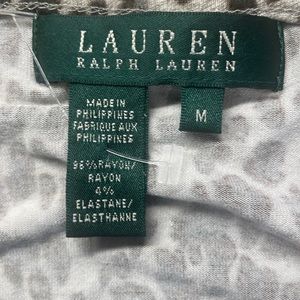 LAUREN
RALPH LAUREN
MADE IN
PHILIPPINES
FABRIQUE AUX
PHILIPPINES
M
96% RAYON/
RAYON
4%
ELASTANE/
ELASTHANNE